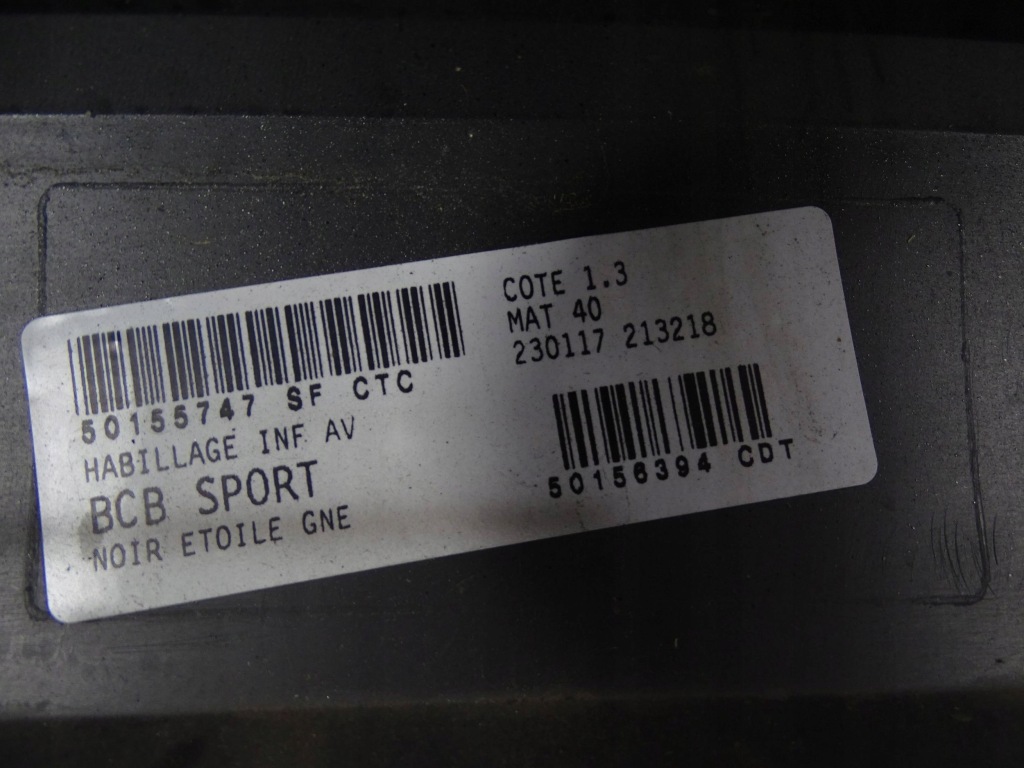 50155747 SF CTC
HABILLAGE INF AV
BCB SPORT
NOIR ETOILE GNE
COTE 1.3
MAT 40
230117 213218
50156394 CDT